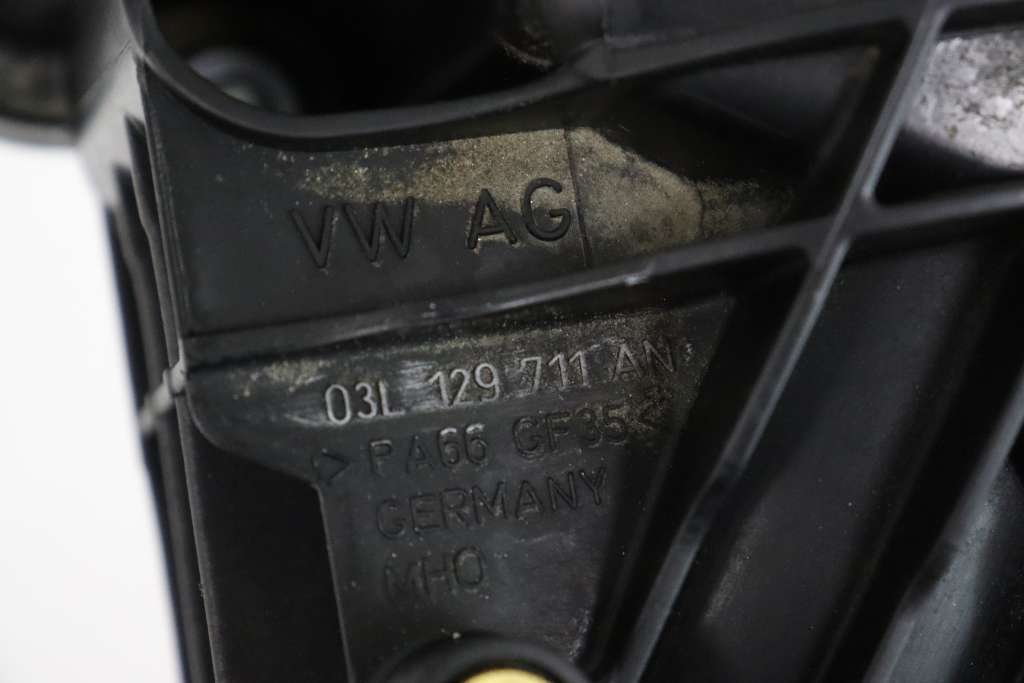 VW AG
03L 129 711 AN
>PA66 GF35<
GERMANY
MHO